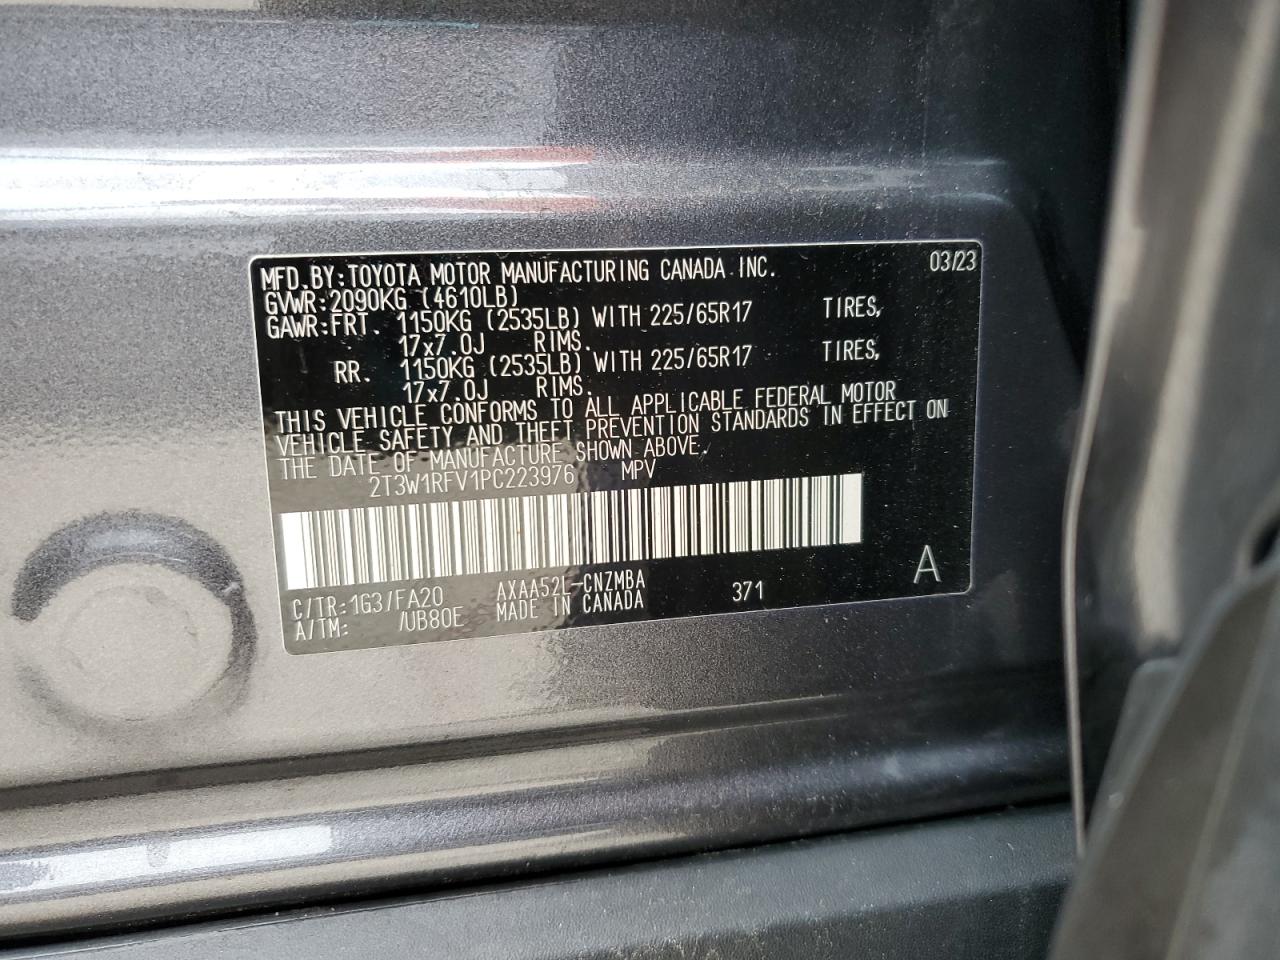 MFD.BY:TOYOTA MOTOR MANUFACTURING CANADA INC. 03/23
GVWR:2090KG (4610LB)
GAWR:FRT. 1150KG (2535LB) WITH 225/65R17 TIRES,
17x7.0J RIMS.
RR. 1150KG (2535LB) WITH 225/65R17 TIRES,
17x7.0J RIMS.
THIS VEHICLE CONFORMS TO ALL APPLICABLE FEDERAL MOTOR
VEHICLE SAFETY AND THEFT PREVENTION STANDARDS IN EFFECT ON
THE DATE OF MANUFACTURE SHOWN ABOVE.
2T3W1RFV1PC223976 MPV
C/TR:1G3/FA20 AXAA52L-CNZMBA 371 A
A/TM: /UB80E MADE IN CANADA